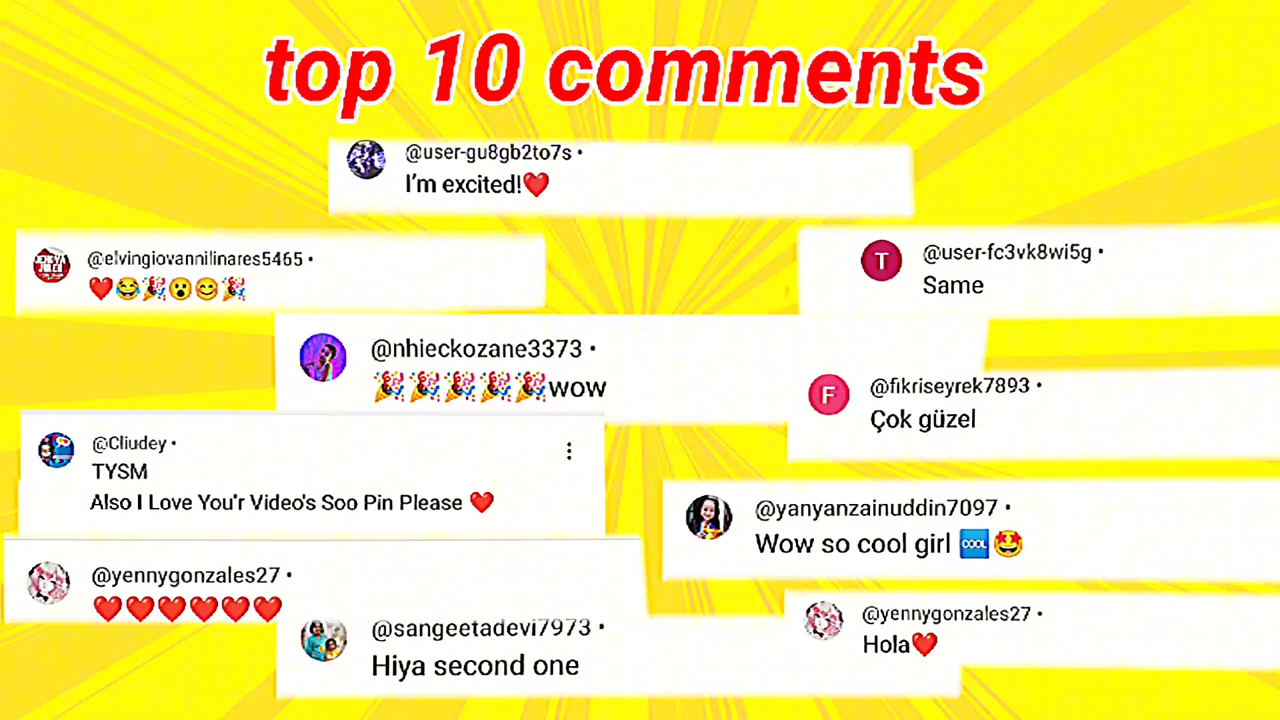 top 10 comments
@user-gu8gb2to7s •
I'm excited!❤️
@elvingiovannilinares5465 •
❤️😂🎉😮😊🎉
@user-fc3vk8wi5g •
T
Same
@nhieckozane3373 •
🎉🎉🎉🎉🎉wow
@fikriseyrek7893 •
F
Çok güzel
@Cliudey •
TYSM
Also I Love You'r Video's Soo Pin Please ❤️
@yanyanzainuddin7097 •
Wow so cool girl 🆒🤩
@yennygonzales27 •
❤️❤️❤️❤️❤️❤️
@yennygonzales27 •
Hola❤️
@sangeetadevi7973 •
Hiya second one